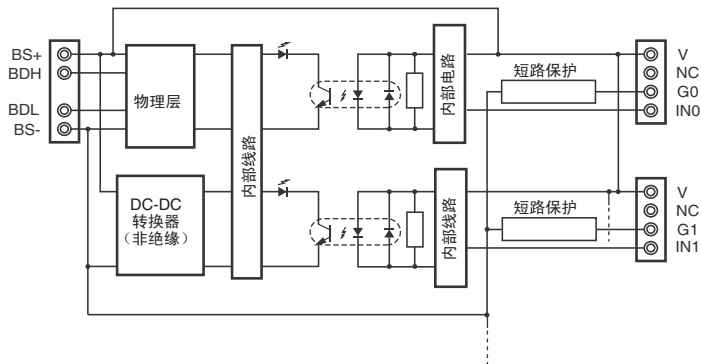 BS+
BDH
BDL
BS-
物理层
DC-DC
转换器
（非绝缘）
内部线路
内部电路
短路保护
V
NC
G0
IN0
内部线路
短路保护
V
NC
G1
IN1